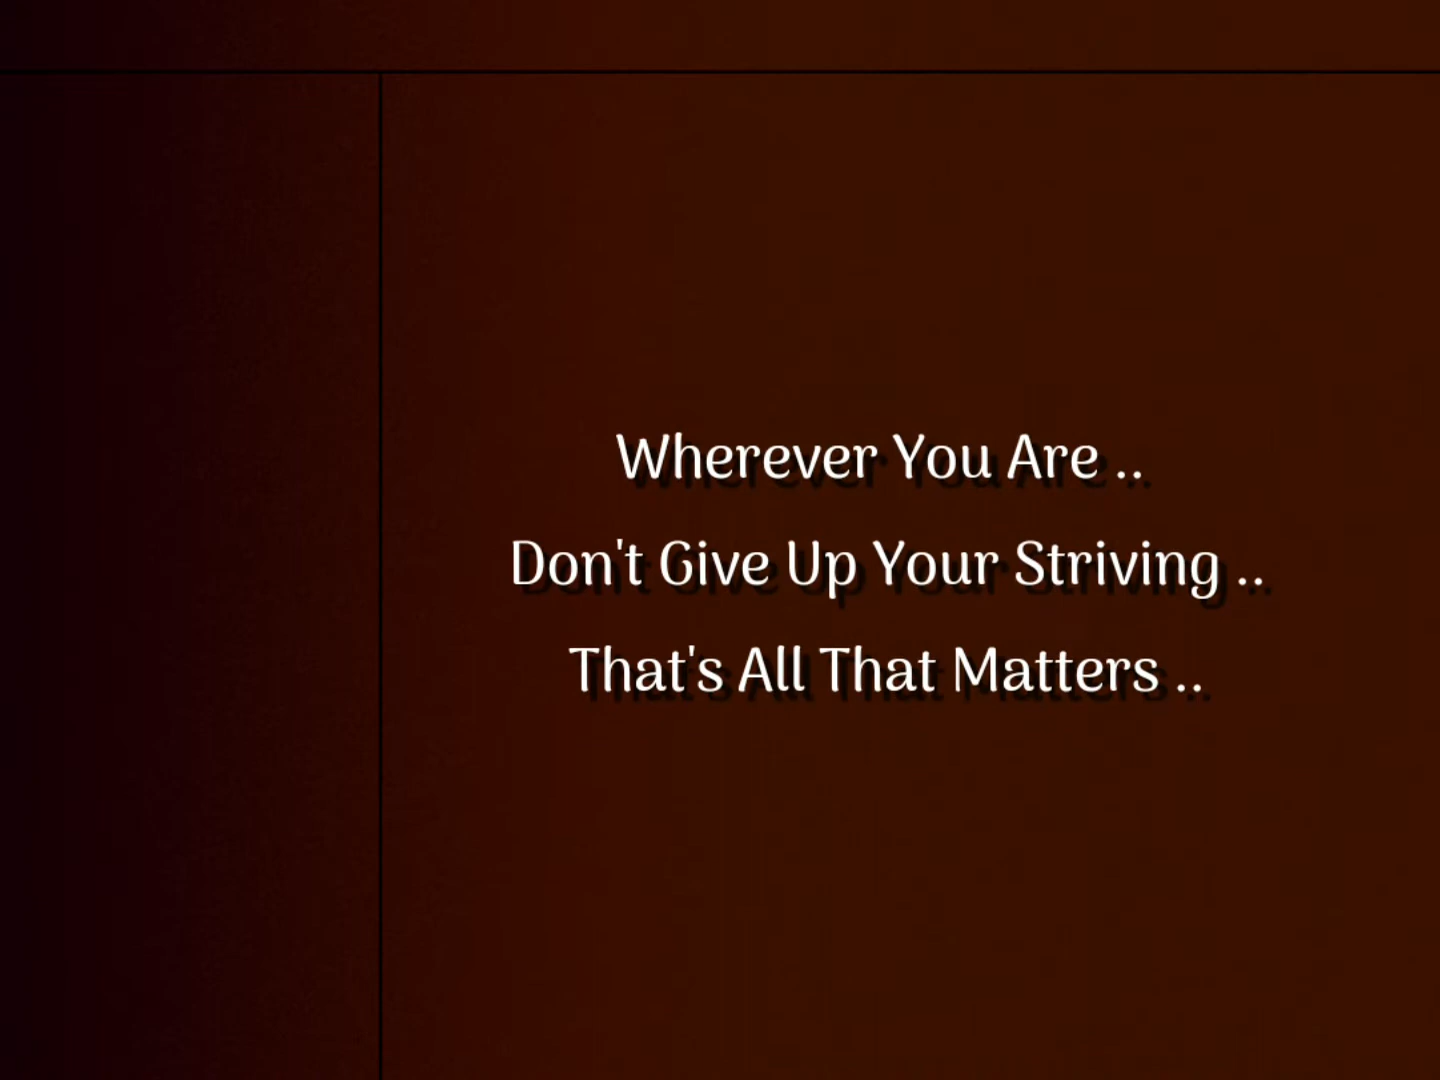 Wherever You Are ..
Don't Give Up Your Striving ..
That's All That Matters ..